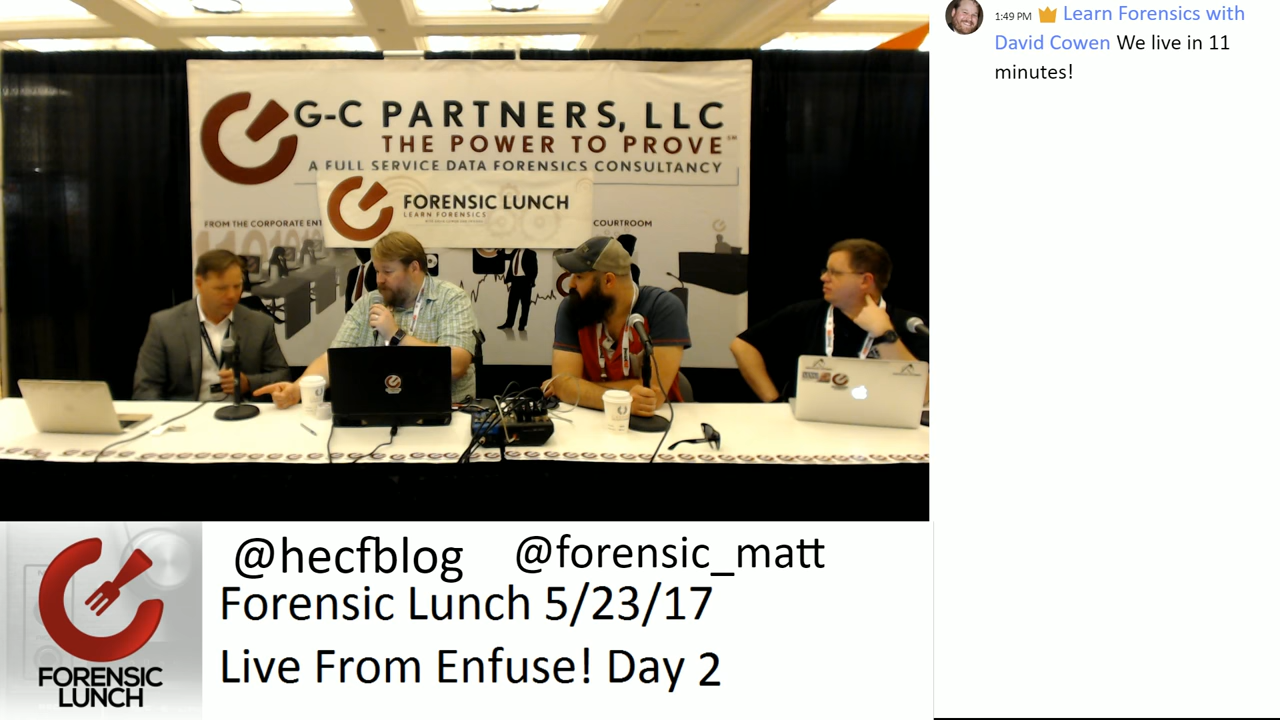 G-C PARTNERS, LLC
THE POWER TO PROVE
A FULL SERVICE DATA FORENSICS CONSULTANCY
FORENSIC LUNCH
LEARN FORENSICS
FROM THE CORPORATE ENT
COURTROOM
@hecfblog @forensic_matt
Forensic Lunch 5/23/17
Live From Enfuse! Day 2
FORENSIC
LUNCH
1:49 PM Learn Forensics with
David Cowen We live in 11
minutes!